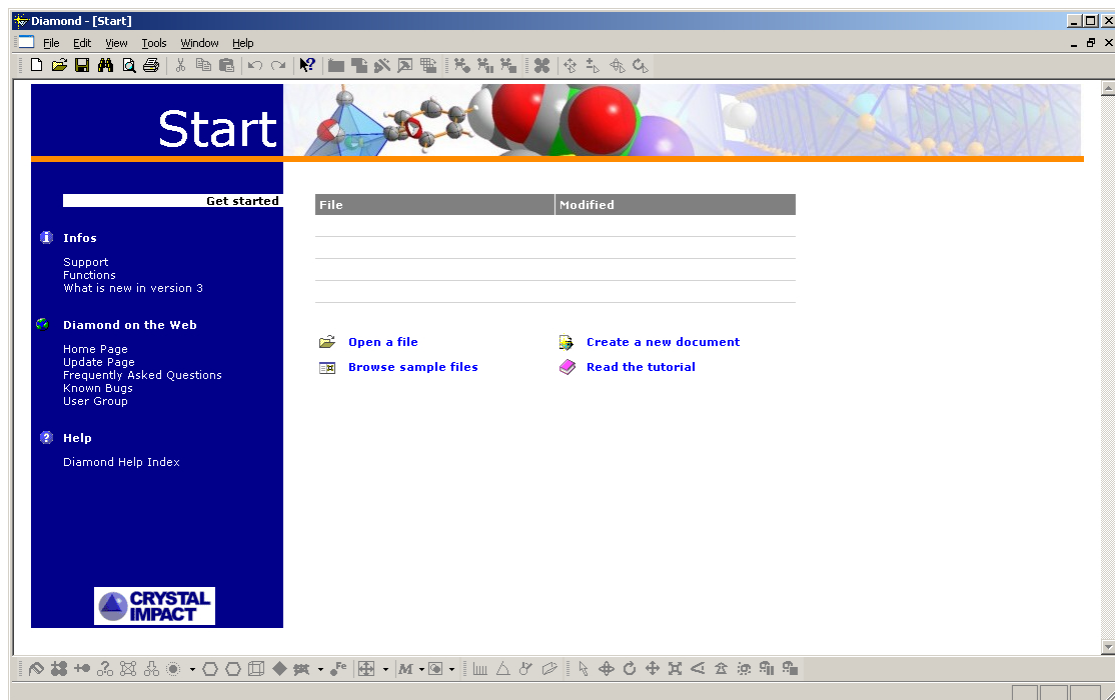 Diamond - [Start]
File Edit View Tools Window Help
Start
Get started
File Modified
Infos
Support
Functions
What is new in version 3
Diamond on the Web
Home Page
Update Page
Frequently Asked Questions
Known Bugs
User Group
Help
Diamond Help Index
Open a file
Create a new document
Browse sample files
Read the tutorial
CRYSTAL
IMPACT
Fe
M